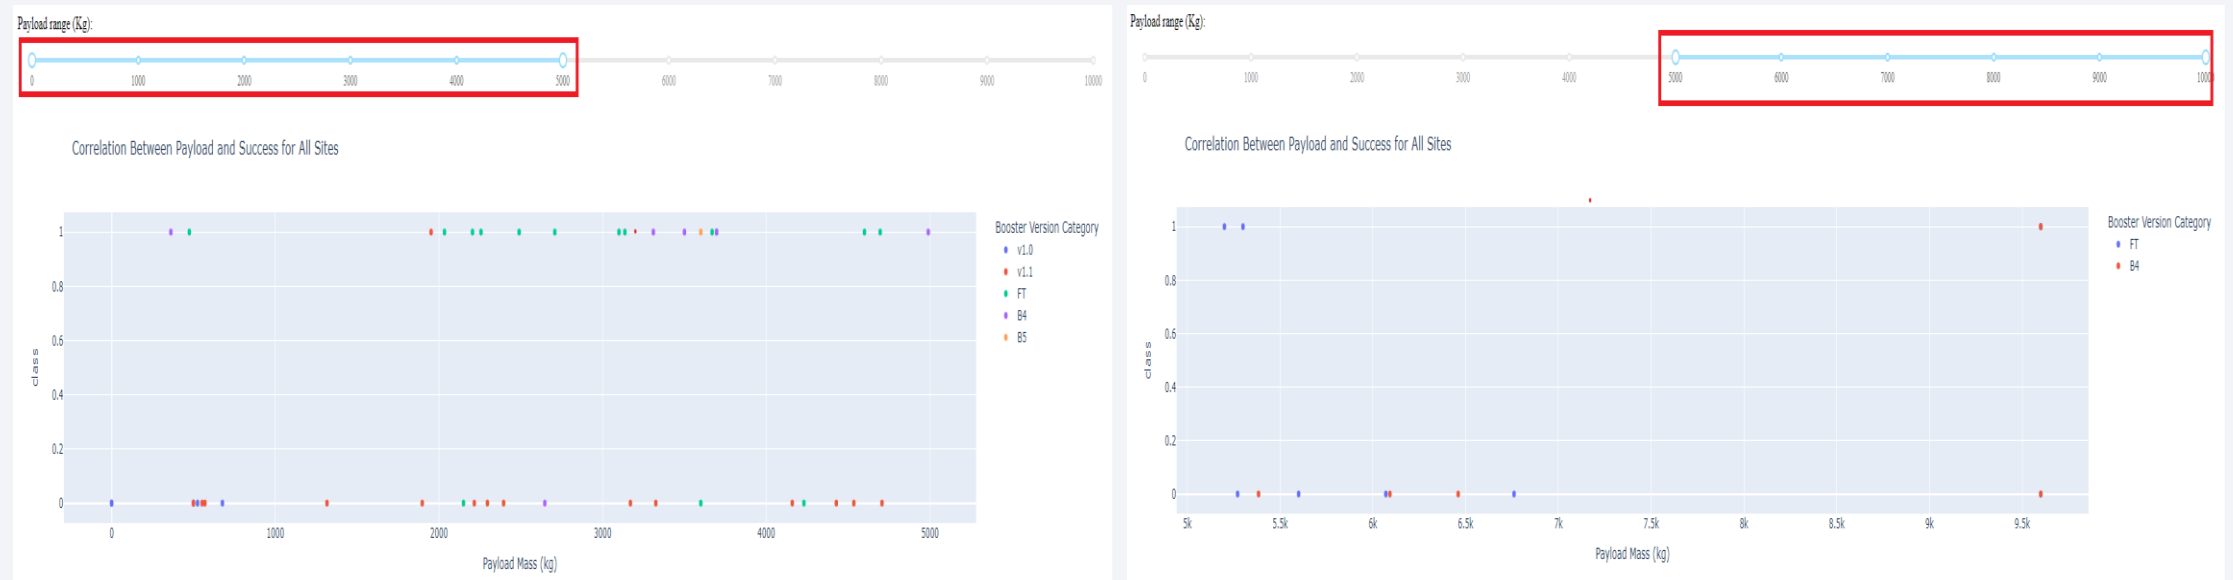 Payload range (Kg):
0 1000 2000 3000 4000 5000 6000 7000 8000 9000 10000
Correlation Between Payload and Success for All Sites
Booster Version Category
v1.0
v1.1
FT
B4
B5
1
0.8
0.6
0.4
0.2
0
class
0 1000 2000 3000 4000 5000
Payload Mass (kg)
Payload range (Kg):
0 1000 2000 3000 4000 5000 6000 7000 8000 9000 10000
Correlation Between Payload and Success for All Sites
Booster Version Category
FT
B4
1
0.8
0.6
0.4
0.2
0
class
5k 5.5k 6k 6.5k 7k 7.5k 8k 8.5k 9k 9.5k
Payload Mass (kg)